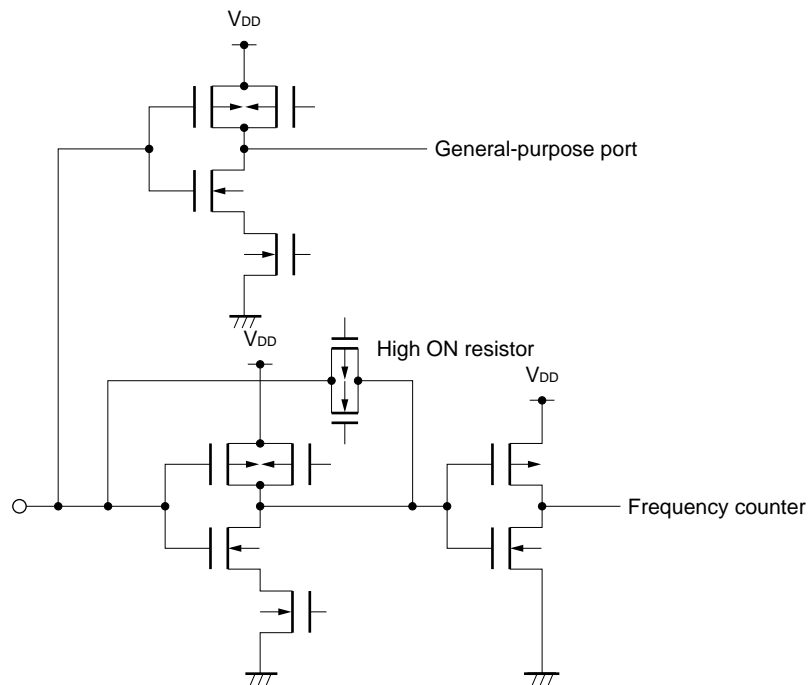 VDD
General-purpose port
VDD
High ON resistor
VDD
Frequency counter